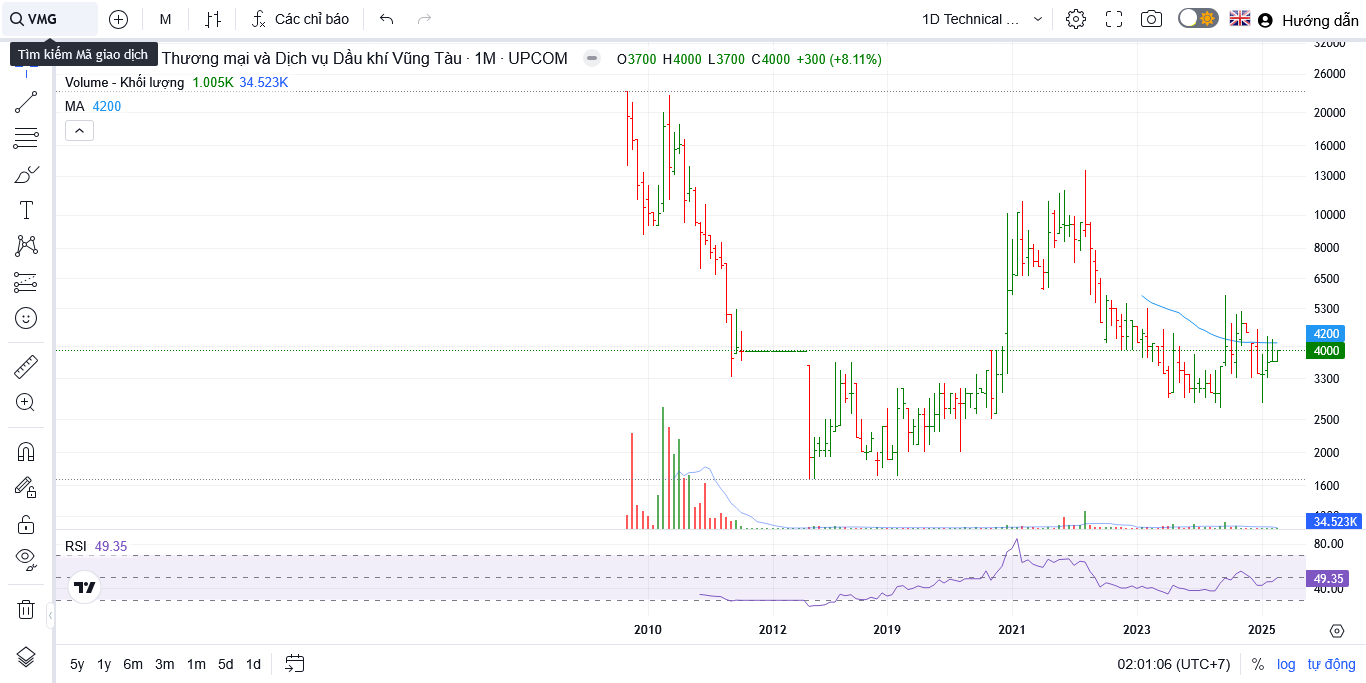 VMG
M
Các chỉ báo
1D Technical ...
Hướng dẫn
Tìm kiếm Mã giao dịch
Thương mại và Dịch vụ Dầu khí Vũng Tàu · 1M · UPCOM
O3700 H4000 L3700 C4000 +300 (+8.11%)
Volume - Khối lượng 1.005K 34.523K
MA 4200
32000
26000
20000
16000
13000
10000
8000
6500
5300
4200
4000
3300
2500
2000
1600
34.523K
RSI 49.35
80.00
49.35
40.00
2010 2012 2019 2021 2023 2025
5y 1y 6m 3m 1m 5d 1d
02:01:06 (UTC+7) % log tự động